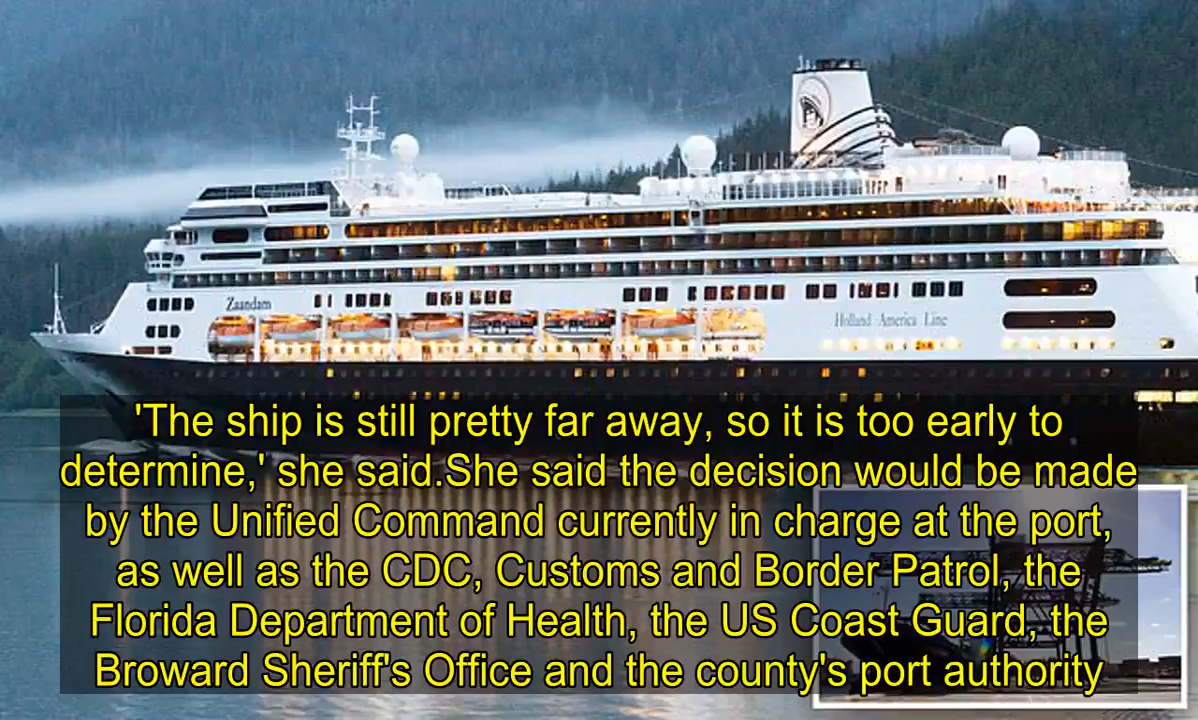 Zaandam
Holland America Line
'The ship is still pretty far away, so it is too early to
determine,' she said.She said the decision would be made
by the Unified Command currently in charge at the port,
as well as the CDC, Customs and Border Patrol, the
Florida Department of Health, the US Coast Guard, the
Broward Sheriff's Office and the county's port authority